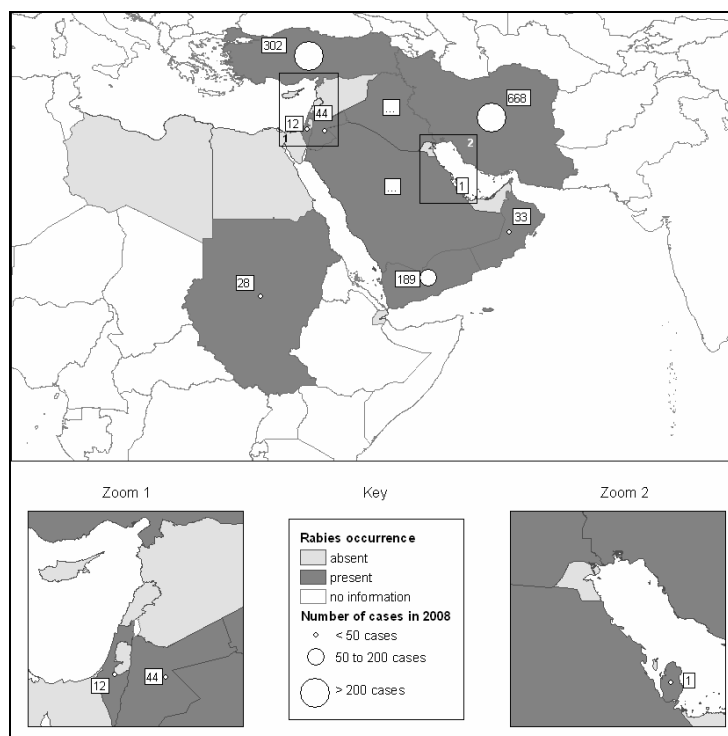 302
668
44
12
1
2
...
...
1
33
189
28
Zoom 1
Key
Zoom 2
Rabies occurrence
absent
present
no information
Number of cases in 2008
< 50 cases
50 to 200 cases
> 200 cases
12
44
1